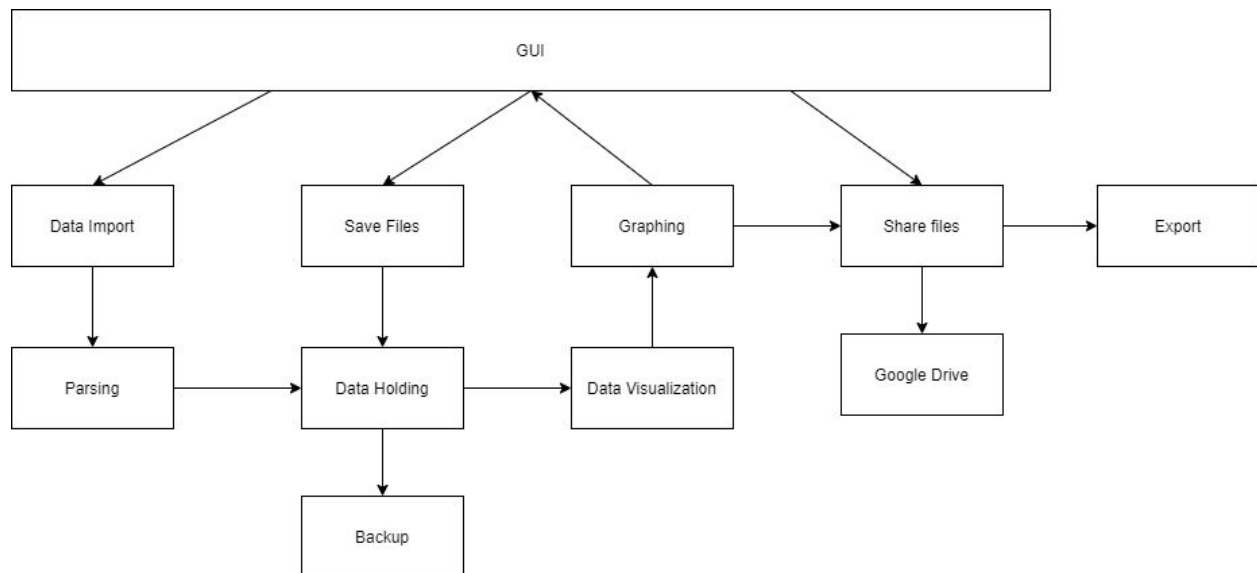 GUI
Data Import
Save Files
Graphing
Share files
Export
Parsing
Data Holding
Data Visualization
Google Drive
Backup